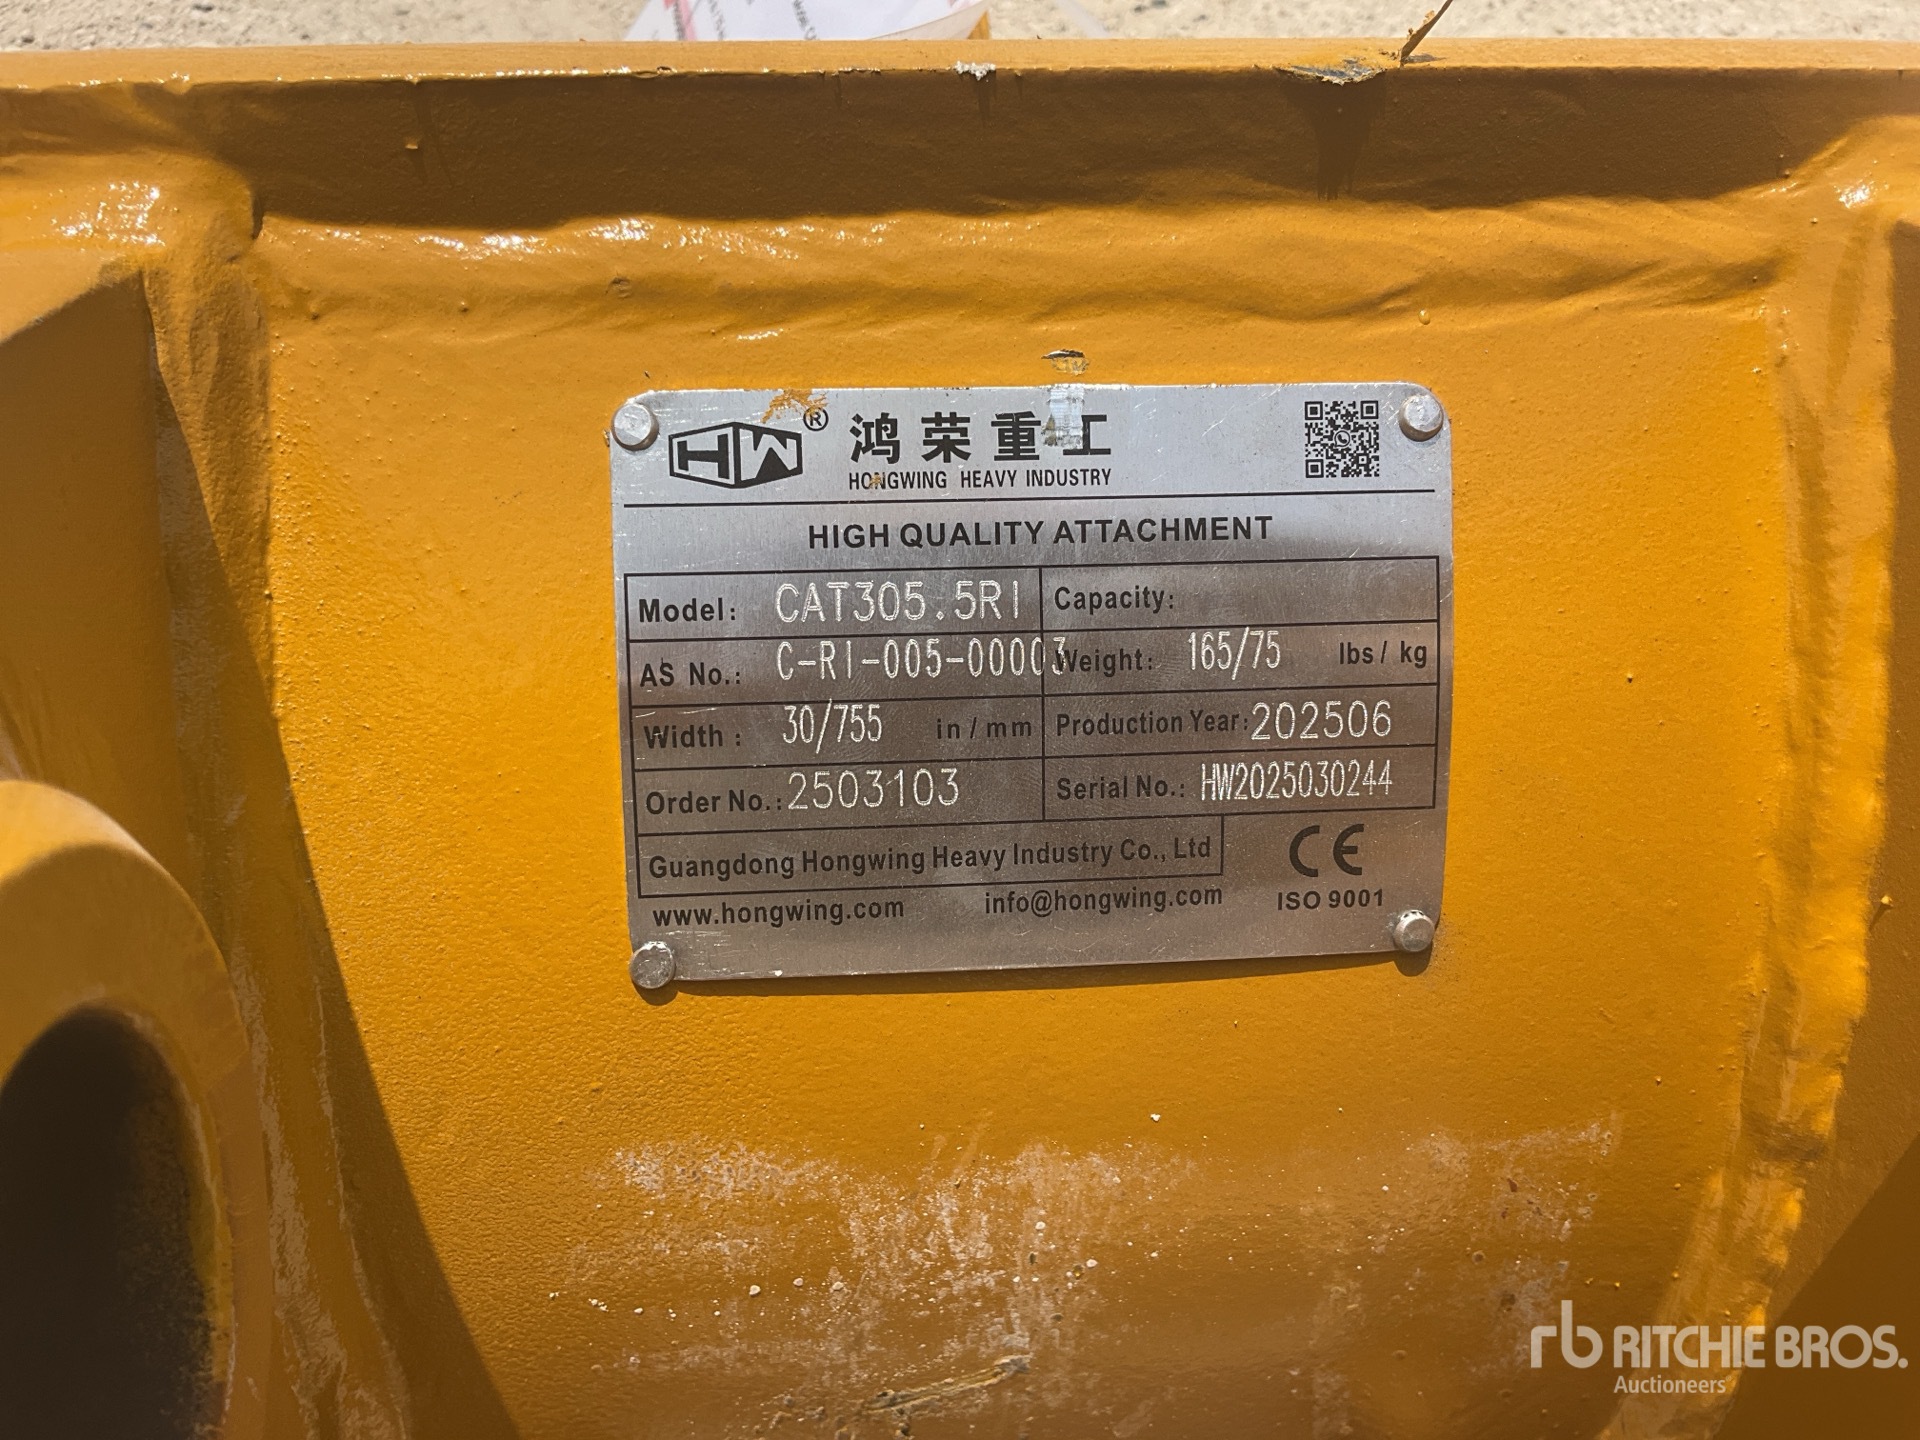 HW® 鸿荣重工
HONGWING HEAVY INDUSTRY
HIGH QUALITY ATTACHMENT
Model: CAT305.5RI Capacity:
AS No.: C-RI-005-00003 Weight: 165/75 lbs / kg
Width: 30/755 in / mm Production Year: 202506
Order No.: 2503103 Serial No.: HW2025030244
Guangdong Hongwing Heavy Industry Co., Ltd CE
www.hongwing.com info@hongwing.com ISO 9001
rb RITCHIE BROS.
Auctioneers